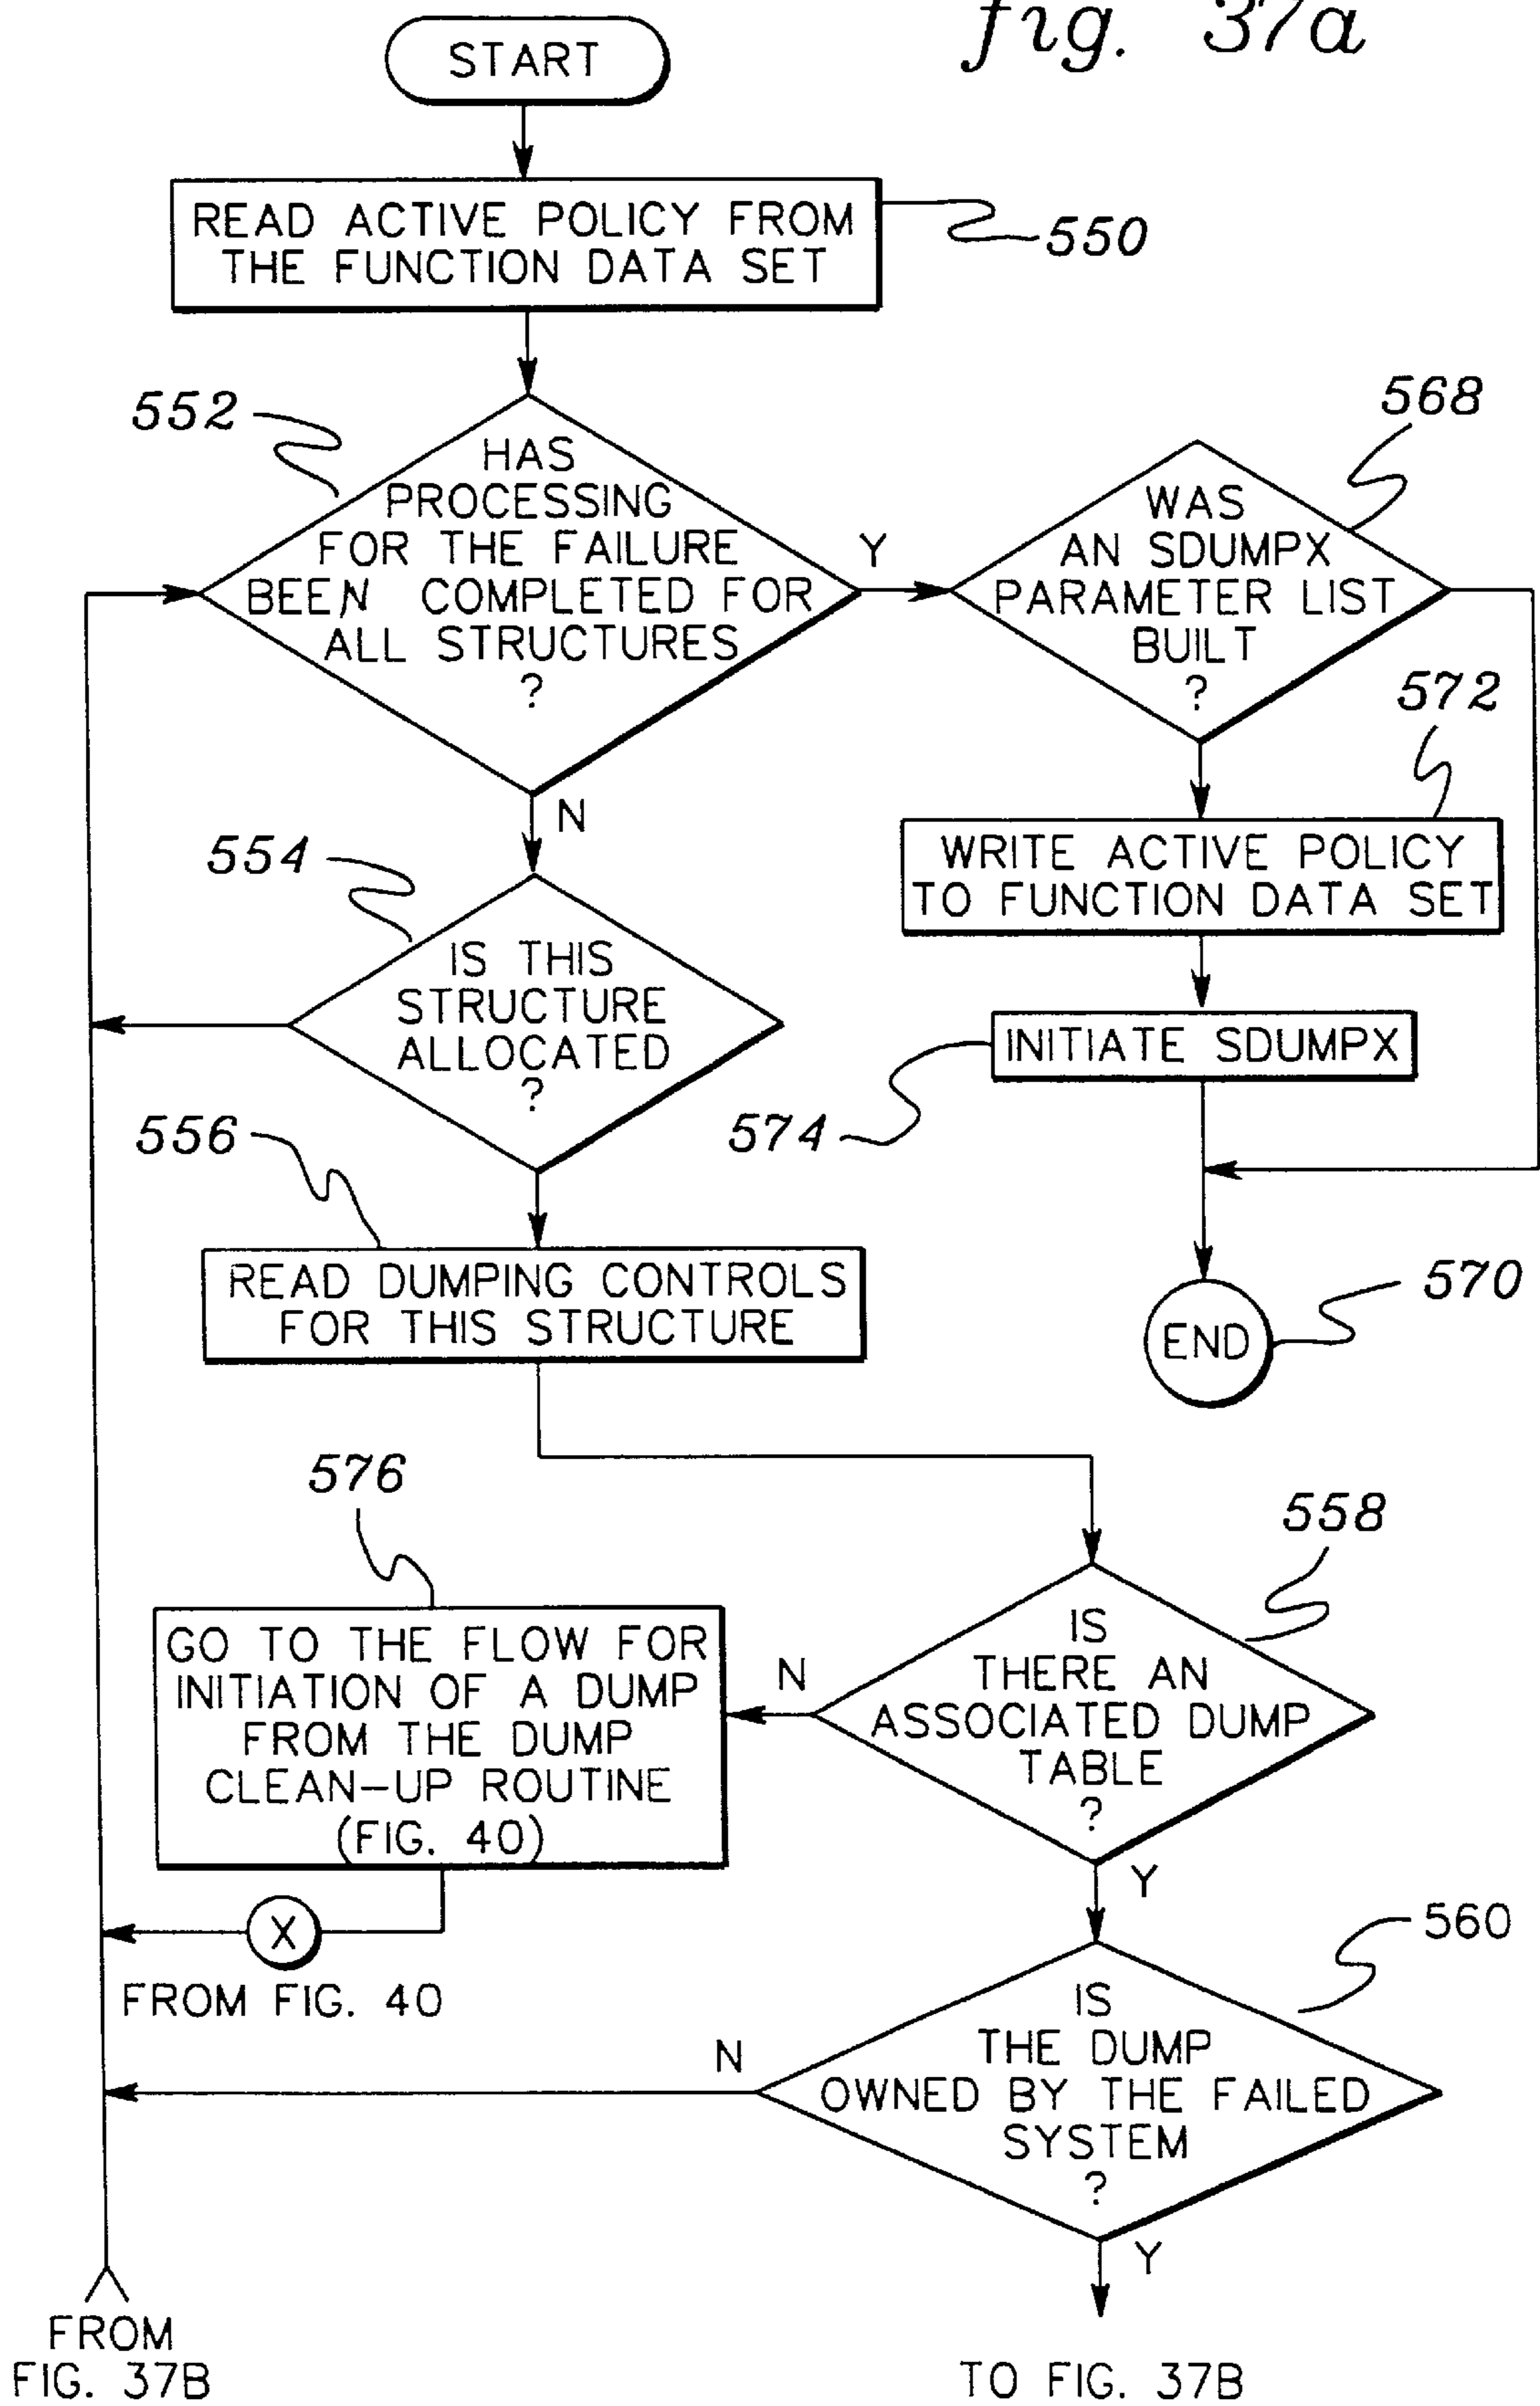 fig. 37a
START
READ ACTIVE POLICY FROM
THE FUNCTION DATA SET
550
552
HAS
PROCESSING
FOR THE FAILURE
BEEN COMPLETED FOR
ALL STRUCTURES
?
Y
N
568
WAS
AN SDUMPX
PARAMETER LIST
BUILT
?
572
WRITE ACTIVE POLICY
TO FUNCTION DATA SET
554
IS THIS
STRUCTURE
ALLOCATED
?
INITIATE SDUMPX
574
556
READ DUMPING CONTROLS
FOR THIS STRUCTURE
END
570
576
GO TO THE FLOW FOR
INITIATION OF A DUMP
FROM THE DUMP
CLEAN-UP ROUTINE
(FIG. 40)
N
558
IS
THERE AN
ASSOCIATED DUMP
TABLE
?
Y
X
FROM FIG. 40
560
IS
THE DUMP
OWNED BY THE FAILED
SYSTEM
?
N
Y
FROM
FIG. 37B
TO FIG. 37B